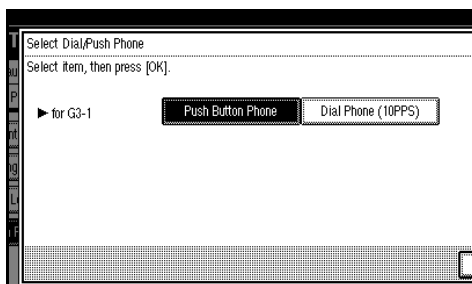 Select Dial/Push Phone
Select item, then press [OK].
► for G3-1 Push Button Phone Dial Phone (10PPS)